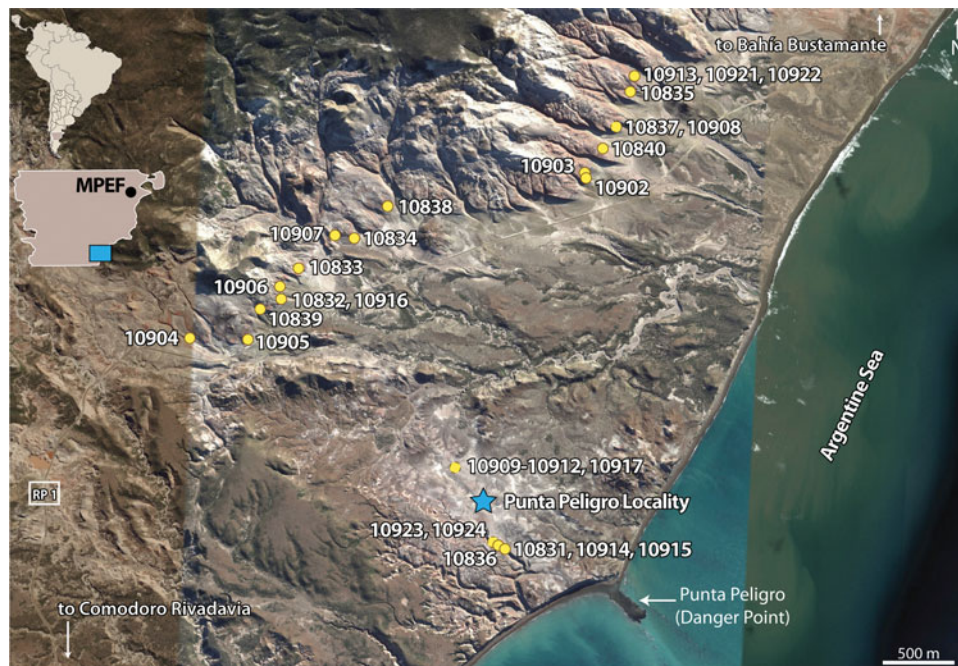 to Bahía Bustamante
N
10913, 10921, 10922
10835
10837, 10908
10840
10903
10902
MPEF
10838
10907
10834
10833
10906
10832, 10916
10839
10904
10905
Argentine Sea
10909-10912, 10917
RP 1
Punta Peligro Locality
10923, 10924
10836
10831, 10914, 10915
Punta Peligro
(Danger Point)
to Comodoro Rivadavia
500 m